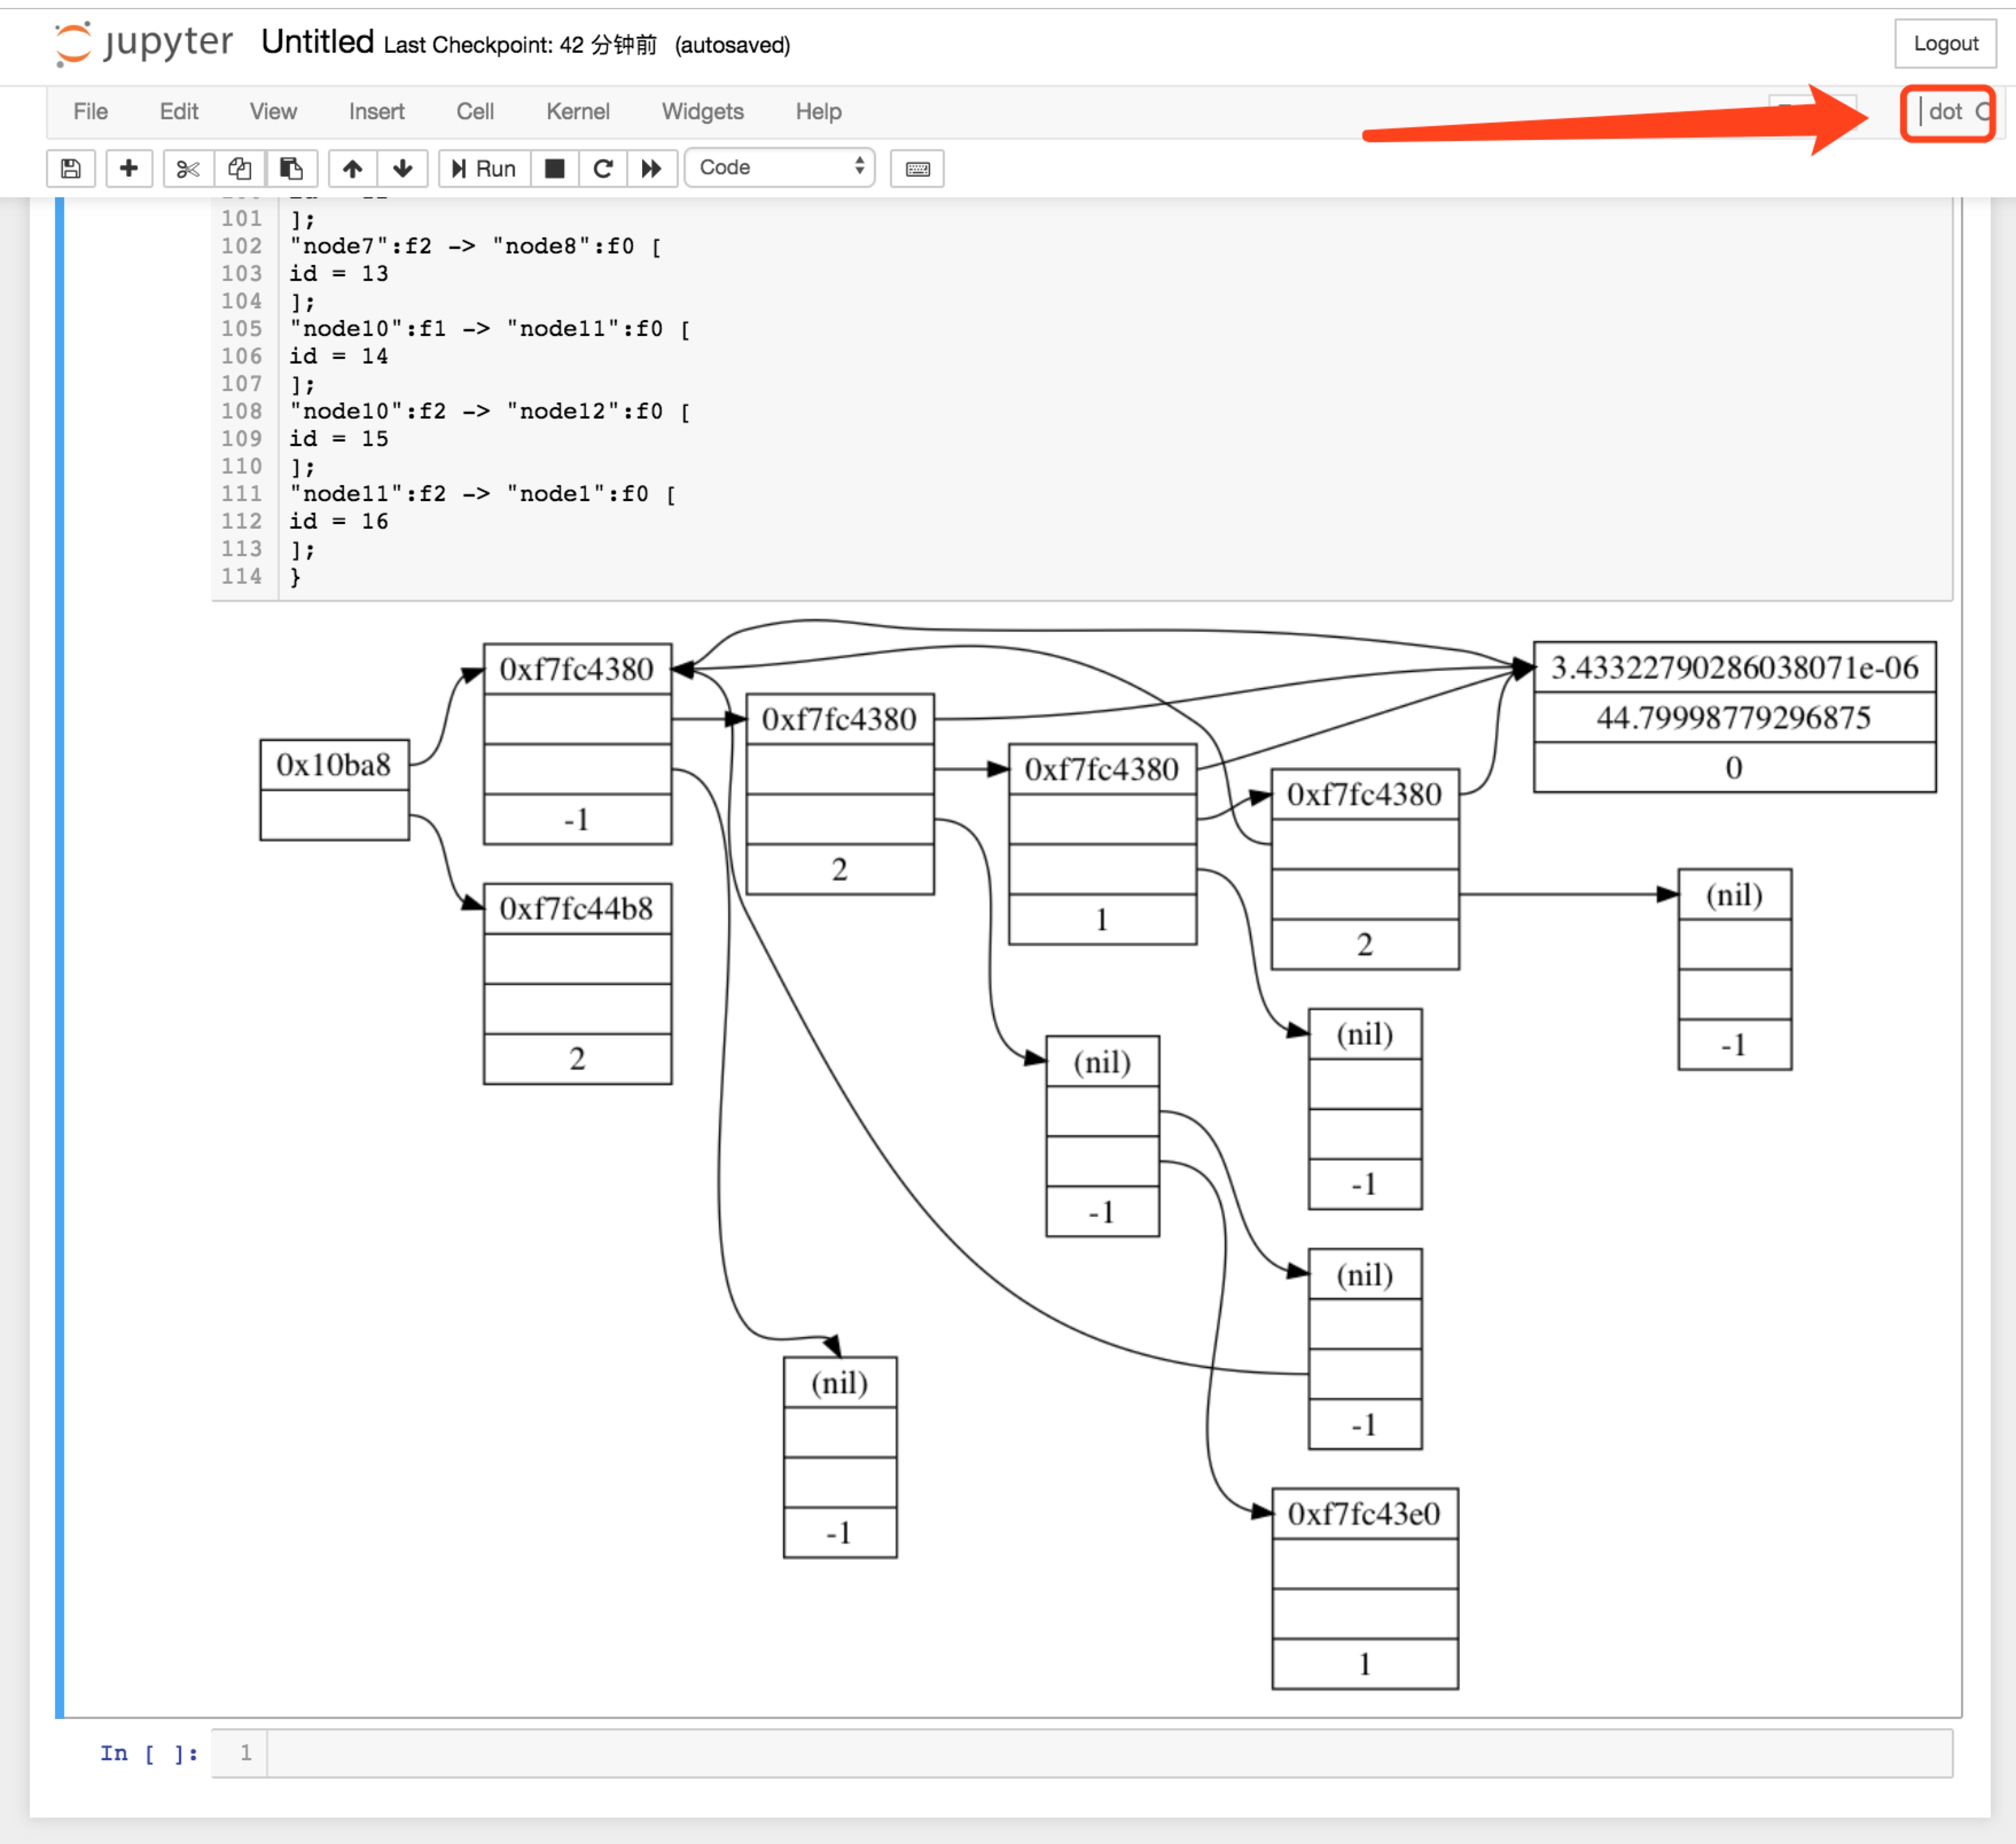 jupyter Untitled Last Checkpoint: 42 分钟前 (autosaved)
Logout
File Edit View Insert Cell Kernel Widgets Help
dot
Run
Code
101 ];
102 "node7":f2 -> "node8":f0 [
103 id = 13
104 ];
105 "node10":f1 -> "node11":f0 [
106 id = 14
107 ];
108 "node10":f2 -> "node12":f0 [
109 id = 15
110 ];
111 "node11":f2 -> "node1":f0 [
112 id = 16
113 ];
114 }
0x10ba8
0xf7fc4380
-1
0xf7fc44b8
2
0xf7fc4380
2
0xf7fc4380
1
0xf7fc4380
2
3.43322790286038071e-06
44.79998779296875
0
(nil)
-1
(nil)
-1
(nil)
-1
(nil)
-1
(nil)
-1
0xf7fc43e0
1
In [ ]: 1